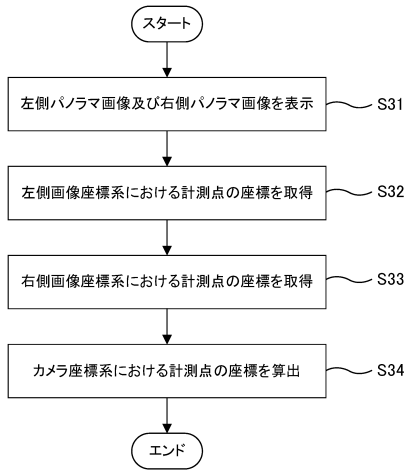 スタート
左側パノラマ画像及び右側パノラマ画像を表示
S31
左側画像座標系における計測点の座標を取得
S32
右側画像座標系における計測点の座標を取得
S33
カメラ座標系における計測点の座標を算出
S34
エンド